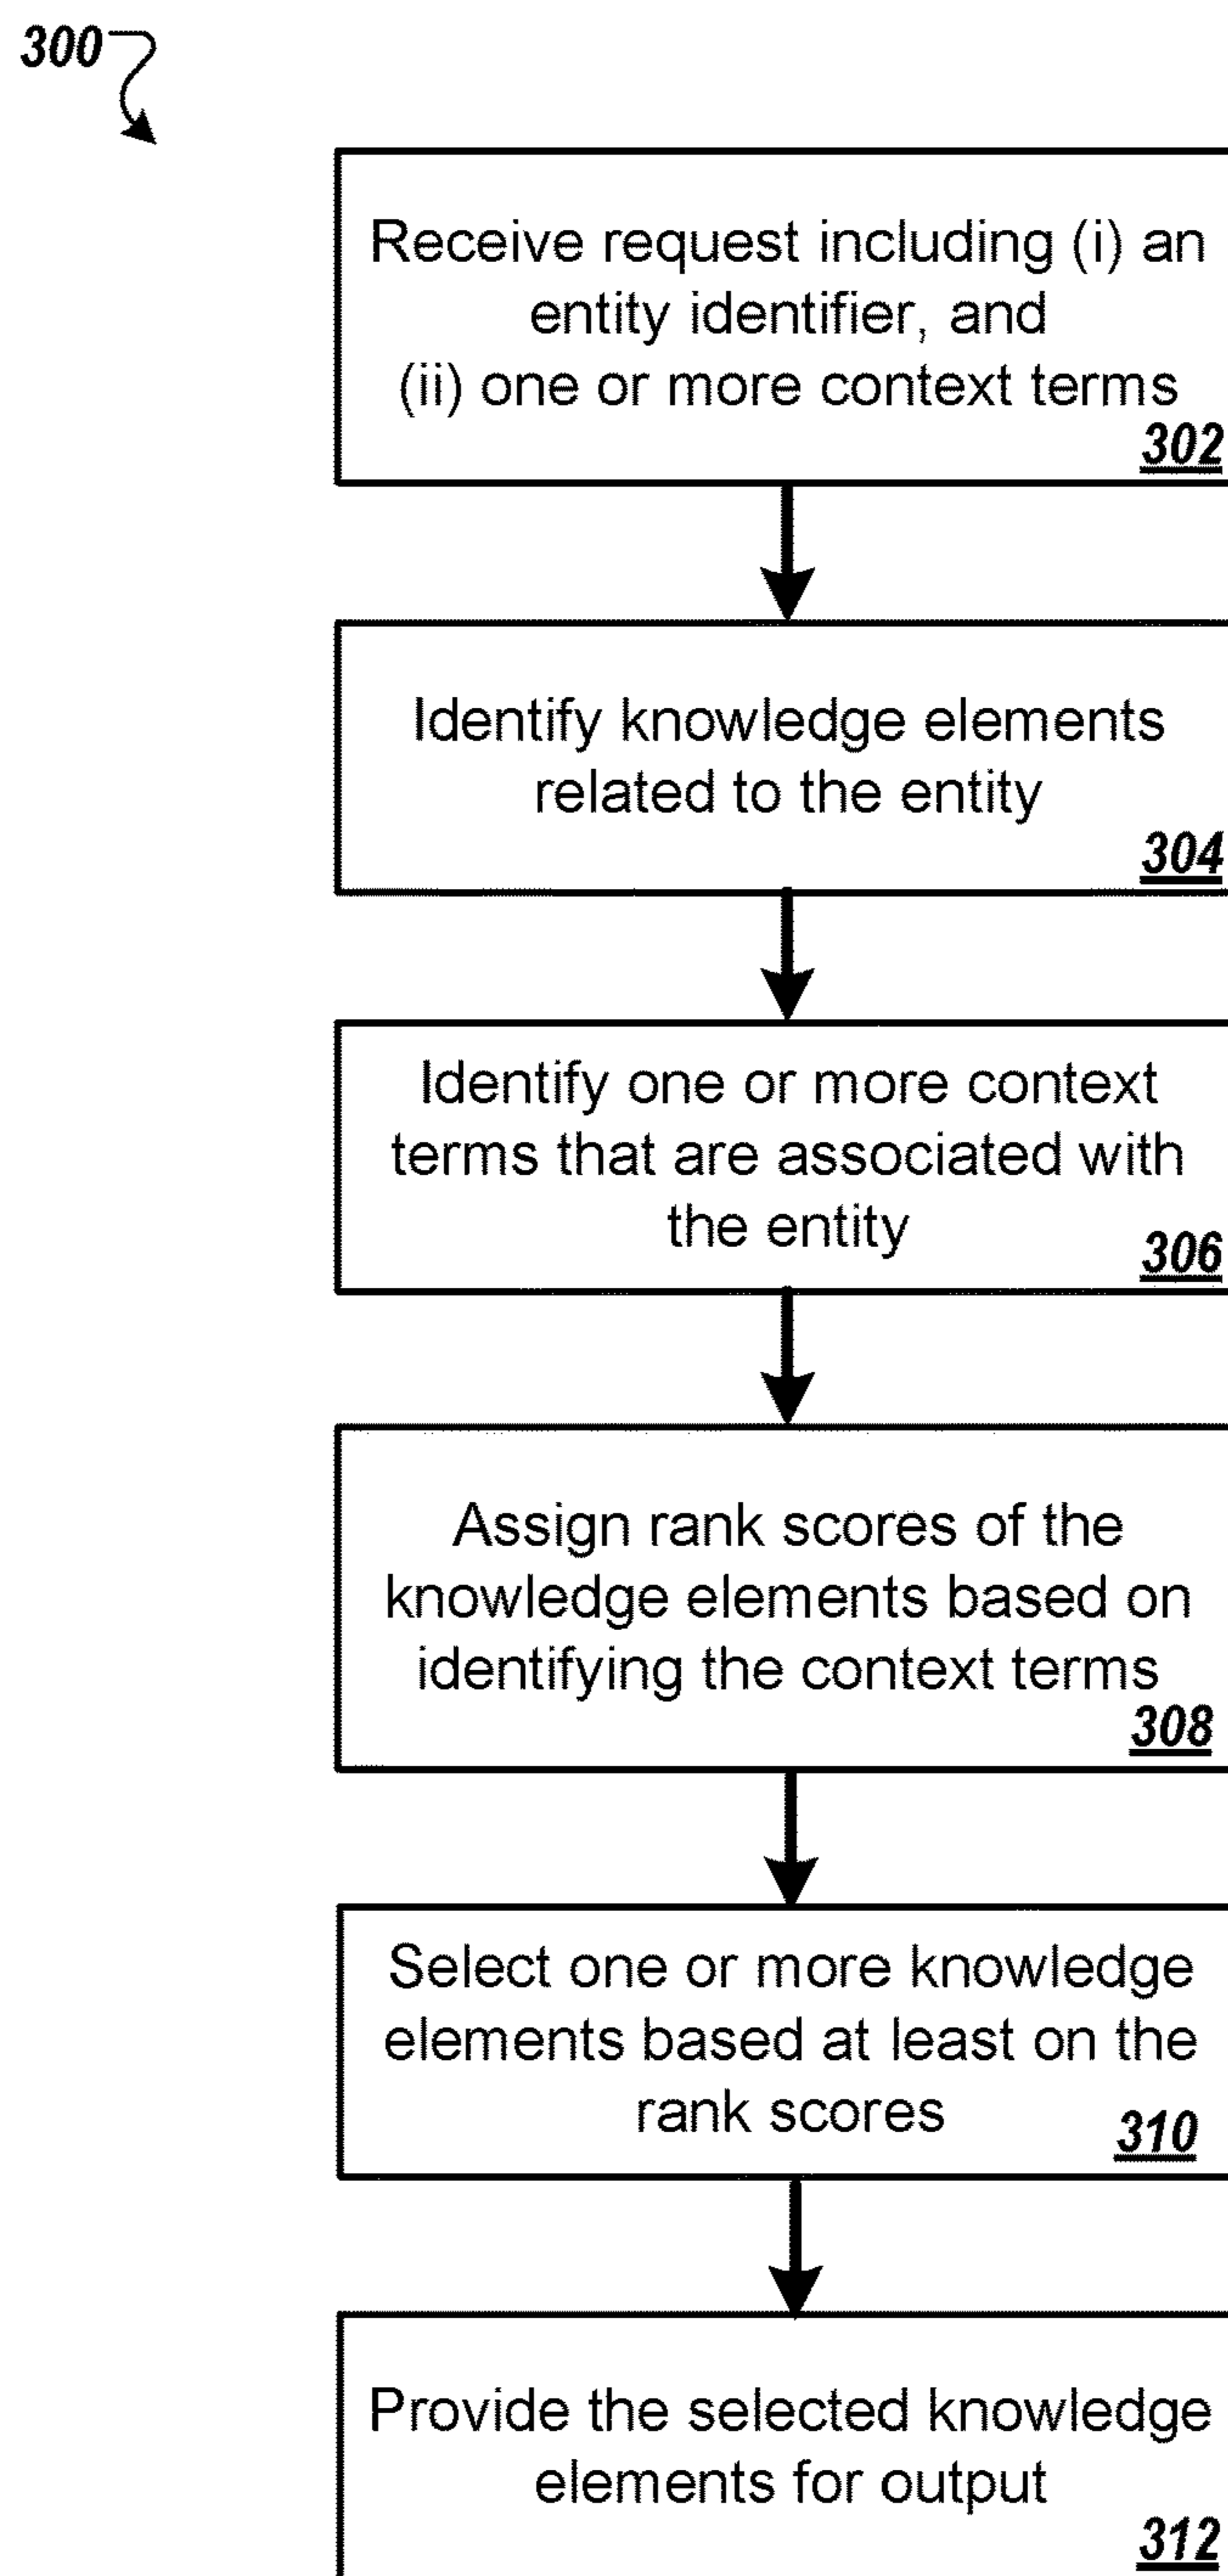 300
Receive request including (i) an
entity identifier, and
(ii) one or more context terms
302
Identify knowledge elements
related to the entity
304
Identify one or more context
terms that are associated with
the entity
306
Assign rank scores of the
knowledge elements based on
identifying the context terms
308
Select one or more knowledge
elements based at least on the
rank scores
310
Provide the selected knowledge
elements for output
312